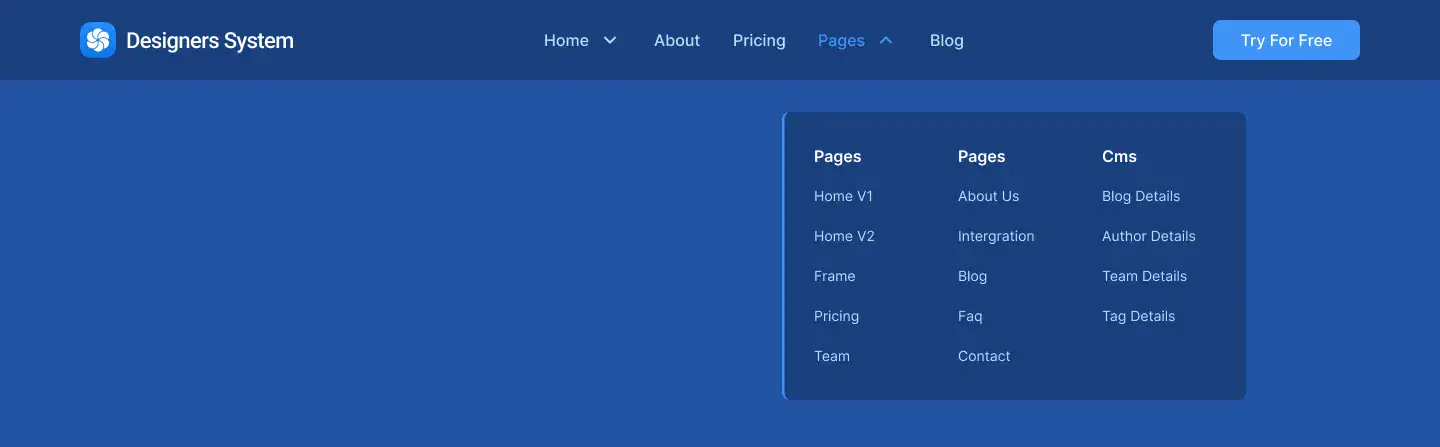 Designers System
Home
About
Pricing
Pages
Blog
Try For Free
Pages
Home V1
Home V2
Frame
Pricing
Team
Pages
About Us
Intergration
Blog
Faq
Contact
Cms
Blog Details
Author Details
Team Details
Tag Details